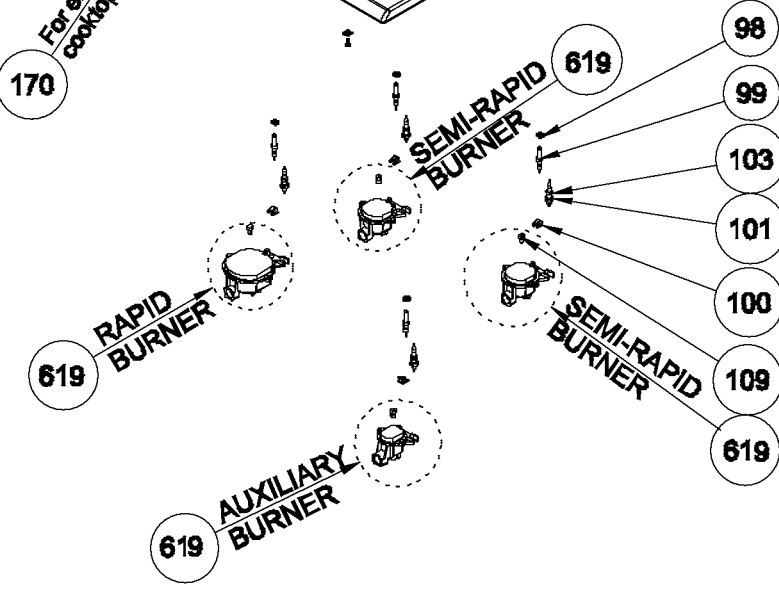 For e
cooktop
170
98
619
99
SEMI-RAPID
BURNER
103
101
100
RAPID
BURNER
619
SEMI-RAPID
BURNER
109
619
AUXILIARY
BURNER
619